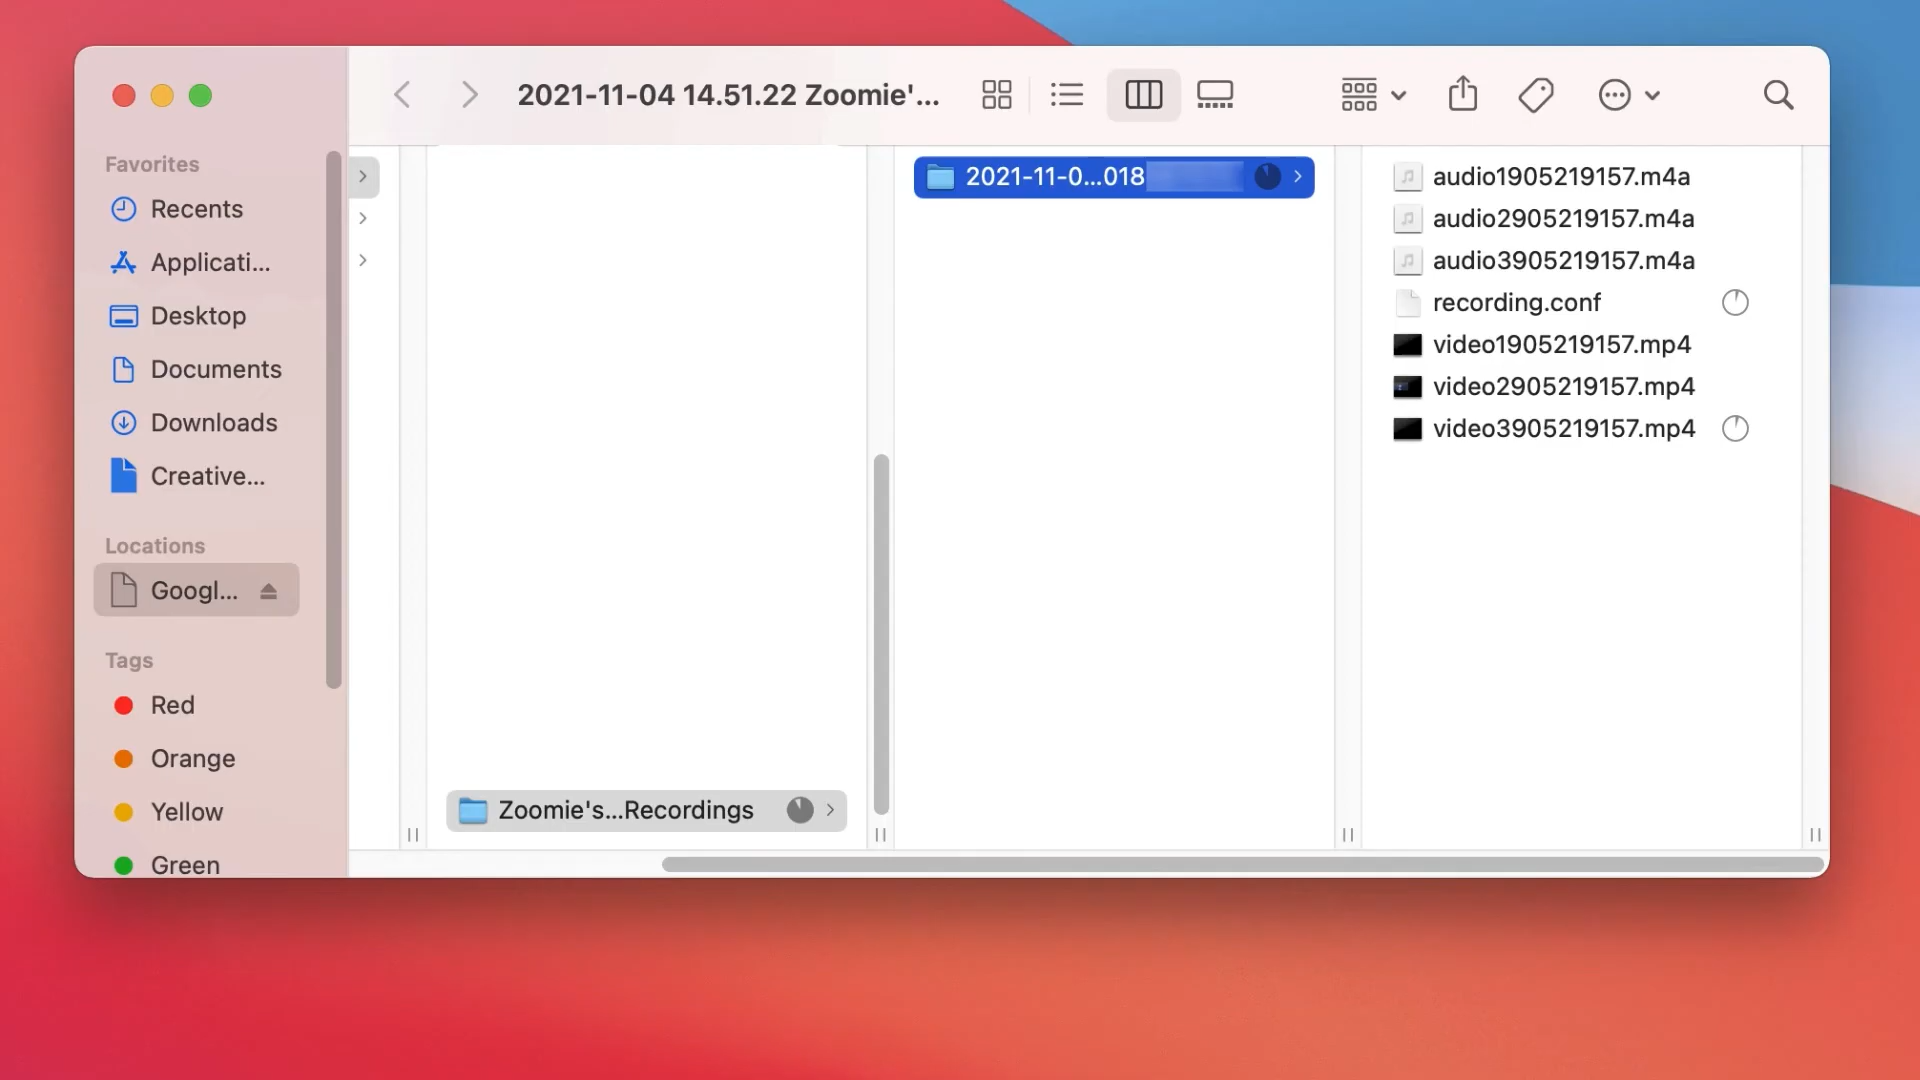 2021-11-04 14.51.22 Zoomie'...
Favorites
Recents
Applicati...
Desktop
Documents
Downloads
Creative...
Locations
Googl...
Tags
Red
Orange
Yellow
Green
Zoomie's...Recordings
2021-11-0...018
audio1905219157.m4a
audio2905219157.m4a
audio3905219157.m4a
recording.conf
video1905219157.mp4
video2905219157.mp4
video3905219157.mp4